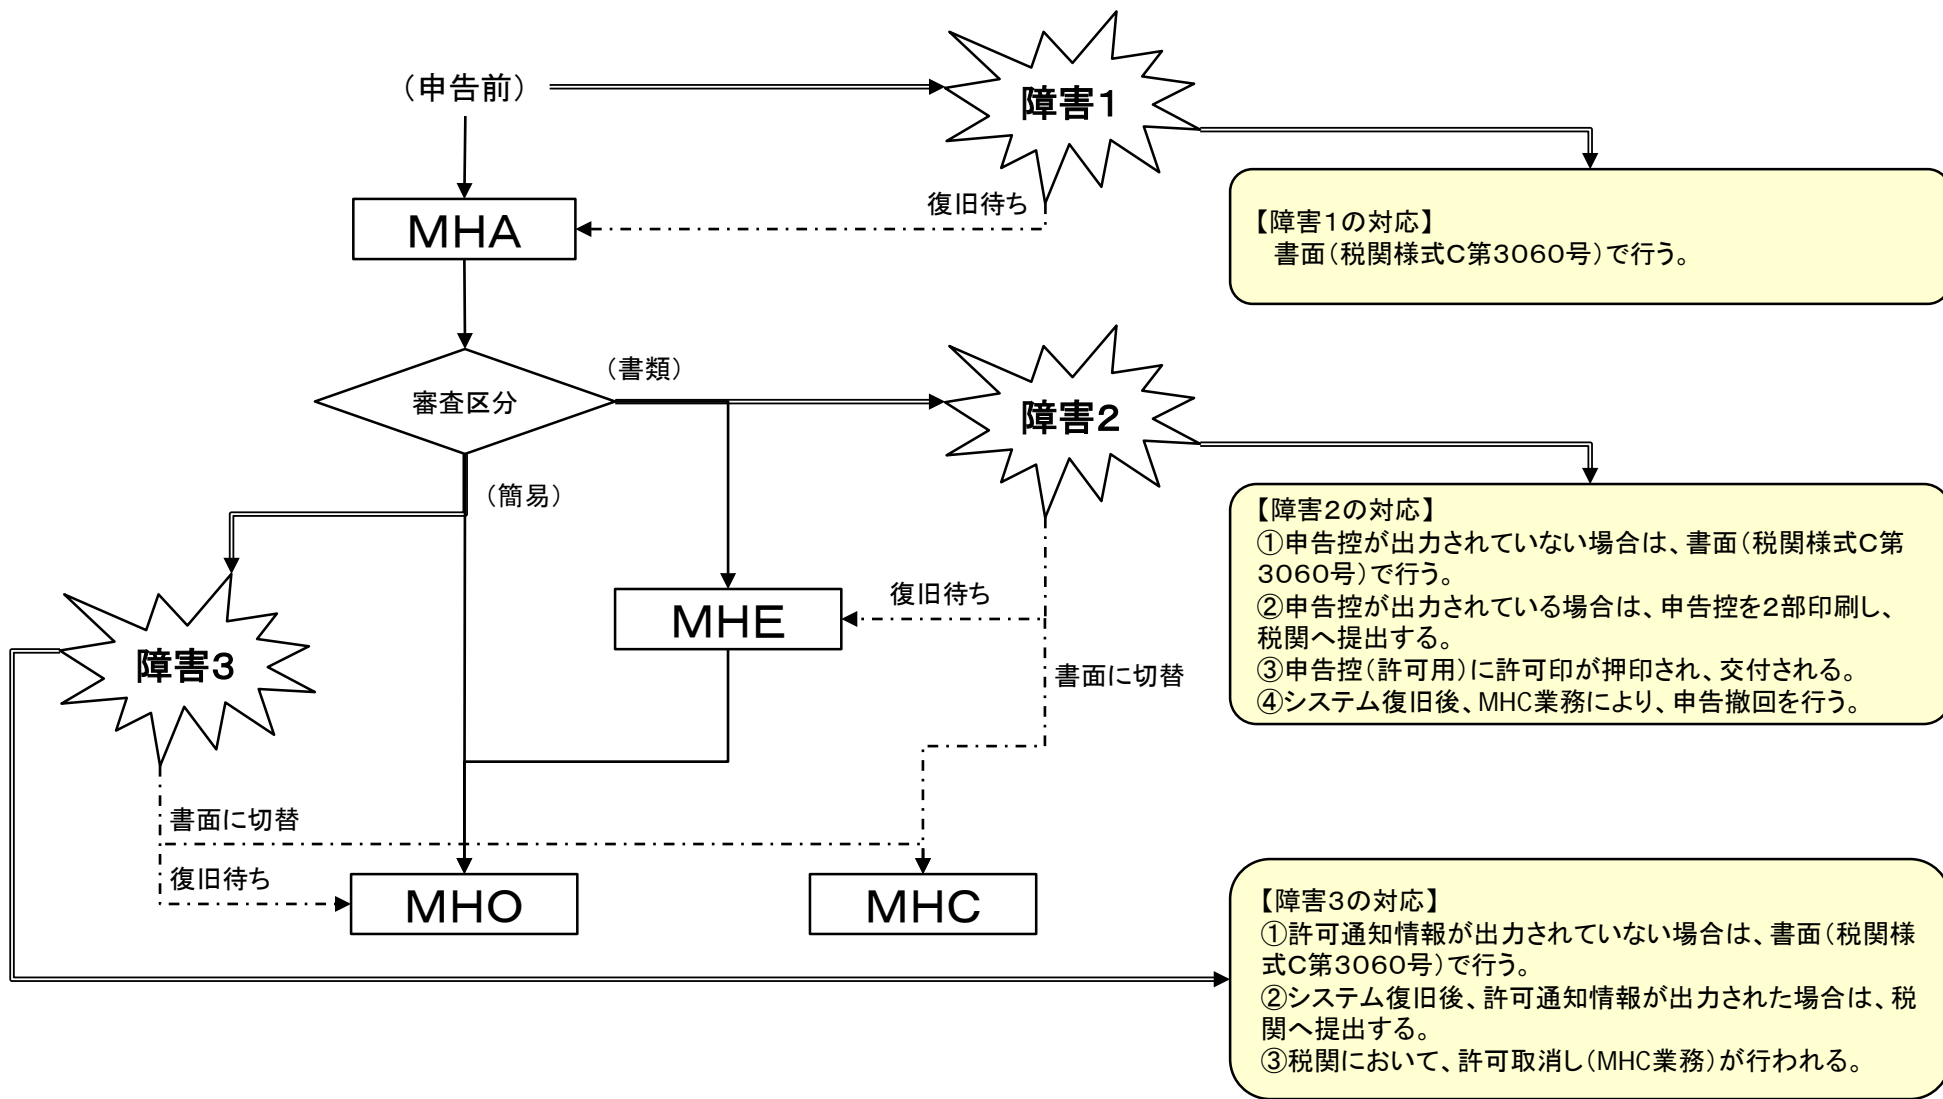 （申告前）
障害１
復旧待ち
MHA
【障害１の対応】
書面（税関様式C第3060号）で行う。
（書類）
審査区分
障害２
（簡易）
【障害２の対応】
①申告控が出力されていない場合は、書面（税関様式C第
3060号）で行う。
②申告控が出力されている場合は、申告控を2部印刷し、
税関へ提出する。
③申告控（許可用）に許可印が押印され、交付される。
④システム復旧後、MHC業務により、申告撤回を行う。
復旧待ち
MHE
障害３
書面に切替
書面に切替
復旧待ち
MHO
MHC
【障害３の対応】
①許可通知情報が出力されていない場合は、書面（税関様
式C第3060号）で行う。
②システム復旧後、許可通知情報が出力された場合は、税
関へ提出する。
③税関において、許可取消し（MHC業務）が行われる。